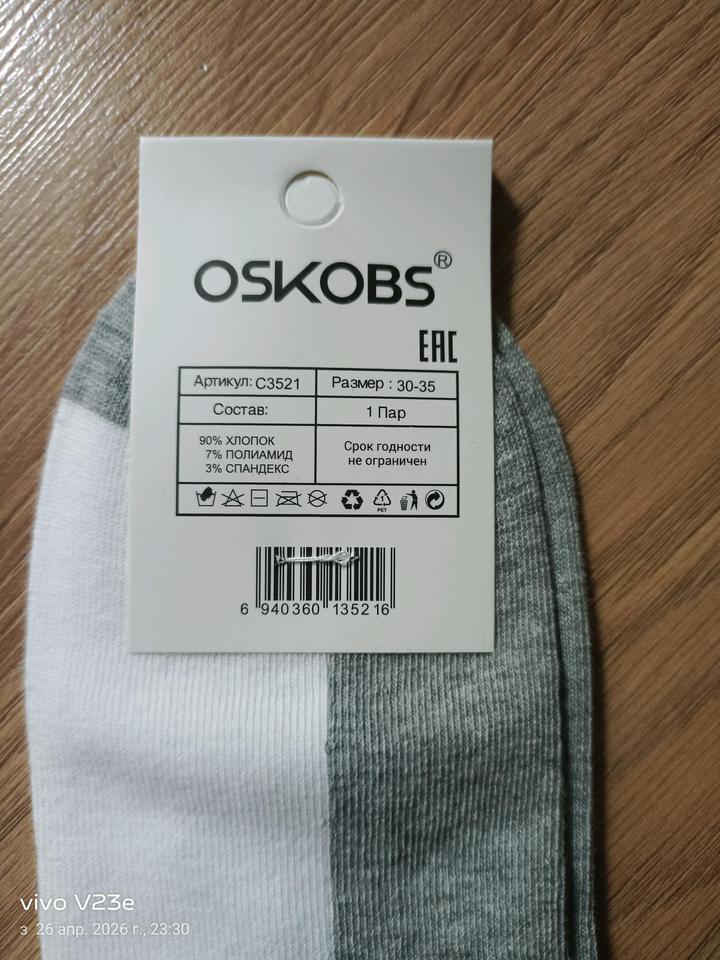 OSKOBS®
EAC
Артикул: C3521
Размер : 30-35
Состав:
1 Пар
90% ХЛОПОК
7% ПОЛИАМИД
3% СПАНДЕКС
Срок годности
не ограничен
PET
6 940360 135216
vivo V23e
з 26 апр. 2026 г., 23:30